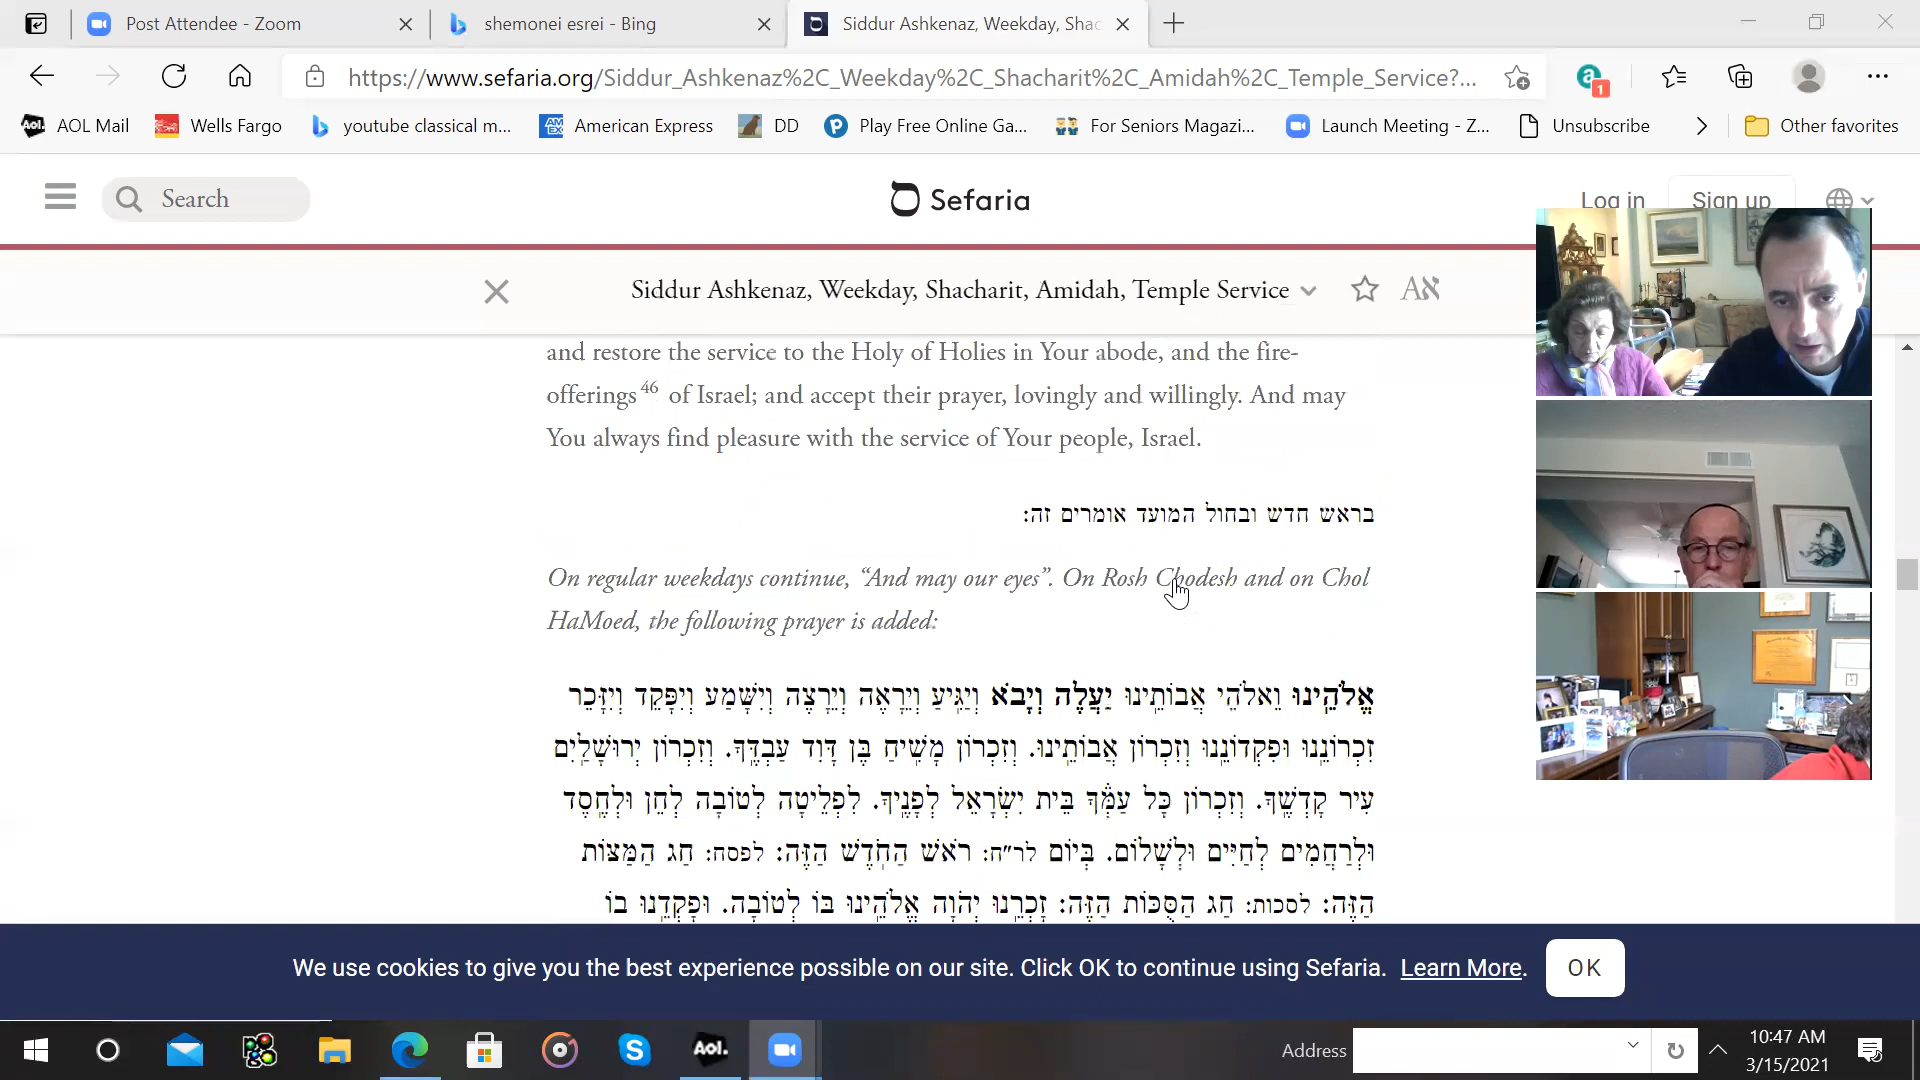 Post Attendee - Zoom
shemonei esrei - Bing
Siddur Ashkenaz, Weekday, Shac
https://www.sefaria.org/Siddur_Ashkenaz%2C_Weekday%2C_Shacharit%2C_Amidah%2C_Temple_Service?...
a
1
Aol.
AOL Mail
Wells Fargo
youtube classical m...
American Express
DD
Play Free Online Ga...
For Seniors Magazi...
Launch Meeting - Z...
Unsubscribe
Other favorites
Search
Sefaria
Log in
Sign up
Siddur Ashkenaz, Weekday, Shacharit, Amidah, Temple Service
Aא
and restore the service to the Holy of Holies in Your abode, and the fire-
offerings 46 of Israel; and accept their prayer, lovingly and willingly. And may
You always find pleasure with the service of Your people, Israel.
בראש חדש ובחול המועד אומרים זה:
On regular weekdays continue, “And may our eyes”. On Rosh Chodesh and on Chol
HaMoed, the following prayer is added:
אֱלֹהֵֽינוּ וֵאלֹהֵי אֲבוֹתֵֽינוּ יַעֲלֶה וְיָבֹא וְיַגִּֽיעַ וְיֵרָאֶה וְיֵרָצֶה וְיִשָּׁמַע וְיִפָּקֵד וְיִזָּכֵר
זִכְרוֹנֵֽנוּ וּפִקְדוֹנֵֽנוּ וְזִכְרוֹן אֲבוֹתֵֽינוּ. וְזִכְרוֹן מָשִֽׁיחַ בֶּן דָּוִד עַבְדֶּֽךָ. וְזִכְרוֹן יְרוּשָׁלַֽיִם
עִיר קָדְשֶֽׁךָ. וְזִכְרוֹן כָּל עַמְּ֒ךָ בֵּית יִשְׂרָאֵל לְפָנֶֽיךָ. לִפְלֵיטָה לְטוֹבָה לְחֵן וּלְחֶֽסֶד
וּלְרַחֲמִים לְחַיִּים וּלְשָׁלוֹם. בְּיוֹם לר״ח: רֹאשׁ הַחֹֽדֶשׁ הַזֶּה: לפסח: חַג הַמַּצּוֹת
הַזֶּה: לסכות: חַג הַסֻּכּוֹת הַזֶּה: זָכְרֵֽנוּ יְהֹוָה אֱלֹהֵֽינוּ בּוֹ לְטוֹבָה. וּפָקְדֵֽנוּ בוֹ
We use cookies to give you the best experience possible on our site. Click OK to continue using Sefaria. Learn More.
OK
Aol.
Address
10:47 AM
3/15/2021